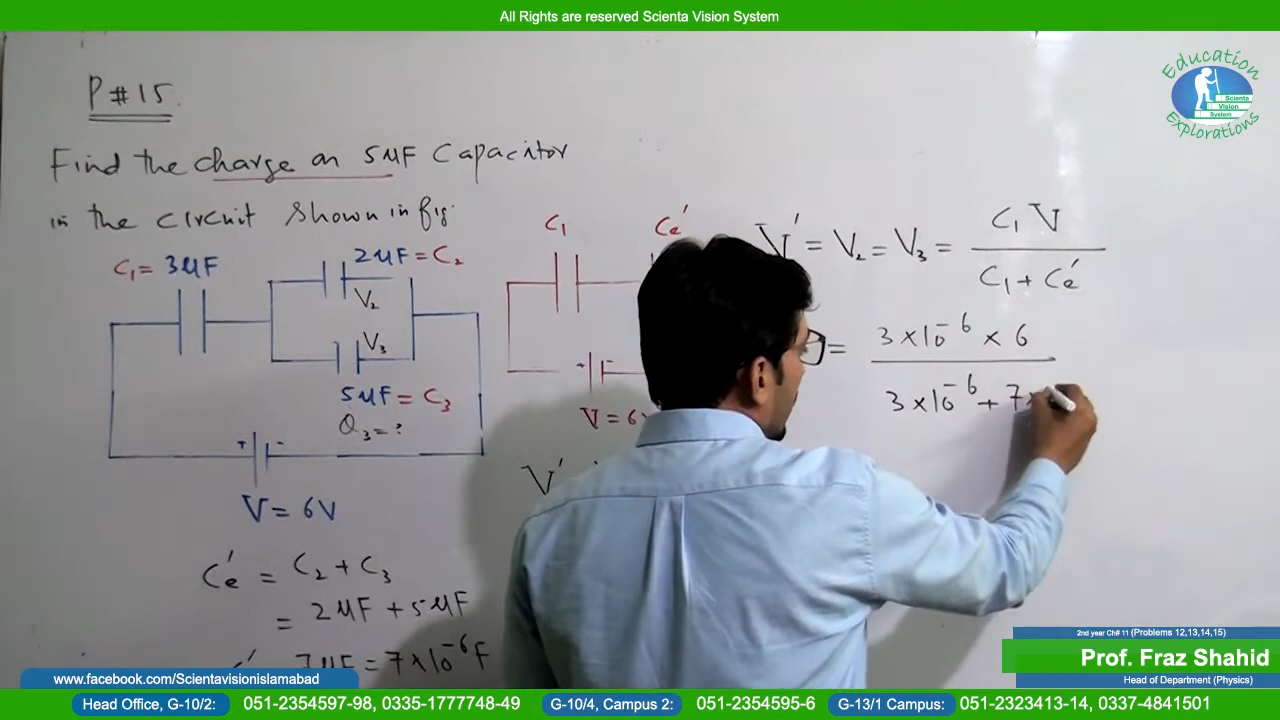 All Rights are reserved Scienta Vision System
Education
Scienta
Vision
System
Explorations
P#15.
Find the charge on 5μF Capacitor
in the circuit shown in fig.
C₁ = 3μF
2μF = C₂
V₂
V₃
5μF = C₃
Q₃ = ?
+ -
V = 6V
Ce' = C₂ + C₃
= 2μF + 5μF
7μF = 7×10⁻⁶F
C₁
Ce'
+ -
V = 6
V'
V' = V₂ = V₃ = C₁V
C₁ + Ce'
= 3×10⁻⁶ × 6
3×10⁻⁶ + 7
2nd year Ch# 11 (Problems 12,13,14,15)
Prof. Fraz Shahid
Head of Department (Physics)
www.facebook.com/Scientavisionislamabad
Head Office, G-10/2: 051-2354597-98, 0335-1777748-49 G-10/4, Campus 2: 051-2354595-6 G-13/1 Campus: 051-2323413-14, 0337-4841501